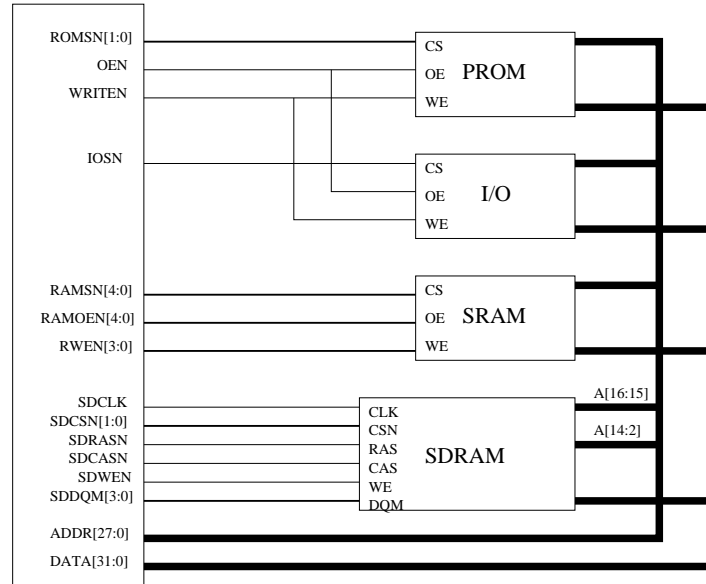 ROMSN[1:0]
CS
OEN
OE
PROM
WRITEN
WE
IOSN
CS
OE
I/O
WE
RAMSN[4:0]
CS
RAMOEN[4:0]
OE
SRAM
RWEN[3:0]
WE
A[16:15]
SDCLK
CLK
SDCSN[1:0]
CSN
A[14:2]
SDRASN
RAS
SDRAM
SDCASN
CAS
SDWEN
WE
SDDQM[3:0]
DQM
ADDR[27:0]
DATA[31:0]